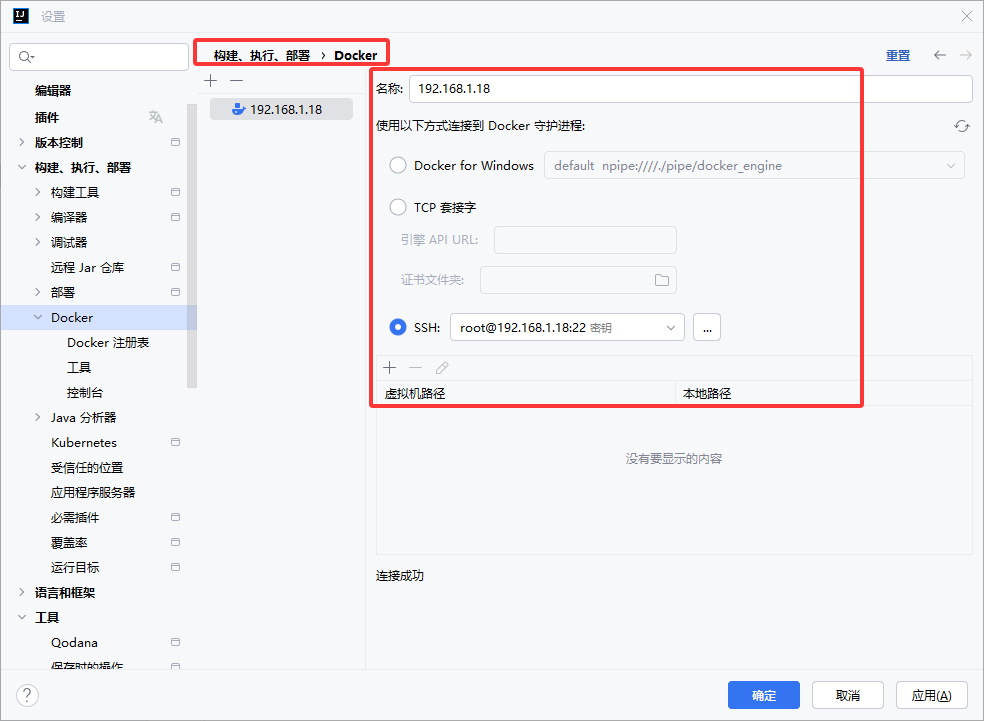 设置
编辑器
插件
版本控制
构建、执行、部署
构建工具
编译器
调试器
远程 Jar 仓库
部署
Docker
Docker 注册表
工具
控制台
Java 分析器
Kubernetes
受信任的位置
应用程序服务器
必需插件
覆盖率
运行目标
语言和框架
工具
Qodana
保存时的操作
构建、执行、部署 › Docker
重置
192.168.1.18
名称: 192.168.1.18
使用以下方式连接到 Docker 守护进程:
Docker for Windows default npipe:////./pipe/docker_engine
TCP 套接字
引擎 API URL:
证书文件夹:
SSH: root@192.168.1.18:22 密钥 ...
虚拟机路径 本地路径
没有要显示的内容
连接成功
? 确定 取消 应用(A)